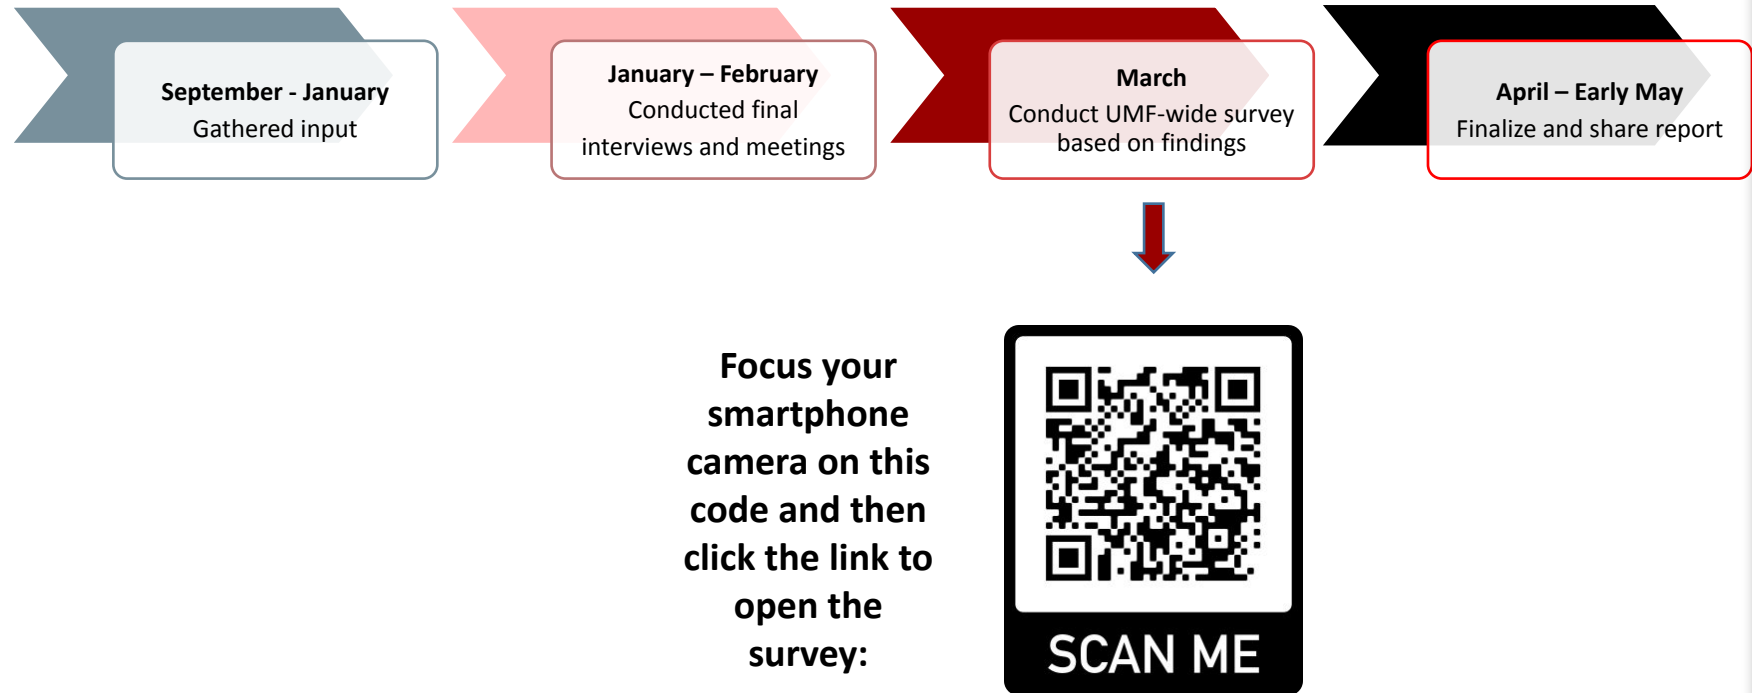 September - January
Gathered input
January – February
Conducted final
interviews and meetings
March
Conduct UMF-wide survey
based on findings
April – Early May
Finalize and share report
Focus your
smartphone
camera on this
code and then
click the link to
open the
survey:
SCAN ME